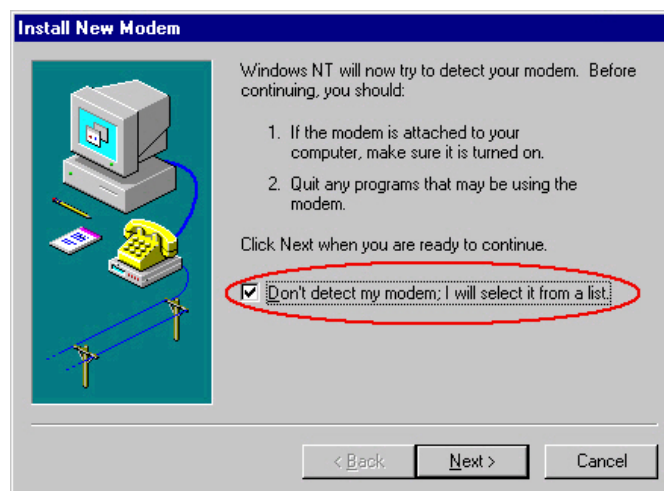 Install New Modem
Windows NT will now try to detect your modem. Before
continuing, you should:
1. If the modem is attached to your
computer, make sure it is turned on.
2. Quit any programs that may be using the
modem.
Click Next when you are ready to continue.
Don't detect my modem; I will select it from a list.
< Back
Next >
Cancel